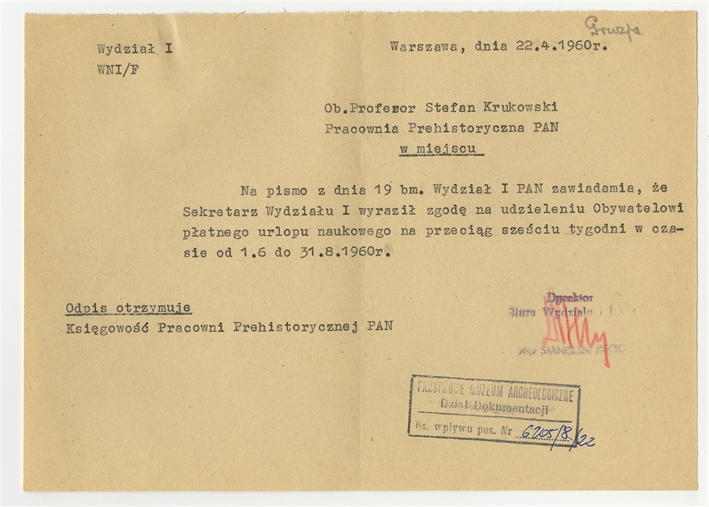 Gruzja
Wydział I
Warszawa, dnia 22.4.1960r.
WNI/F
Ob.Profesor Stefan Krukowski
Pracownia Prehistoryczna PAN
w miejscu
Na pismo z dnia 19 bm. Wydział I PAN zawiadamia, że
Sekretarz Wydziału I wyraził zgodę na udzieleniu Obywatelowi
płatnego urlopu naukowego na przeciąg sześciu tygodni w cza-
sie od 1.6 do 31.8.1960r.
Odpis otrzymuje
Księgowość Pracowni Prehistorycznej PAN
Dyrektor
Biura Wydziału I
STANISŁAW
PAŃSTWOWE MUZEUM ARCHEOLOGICZNE
Dział Dokumentacji
Ks. wpływu poz. Nr 6205/8/22